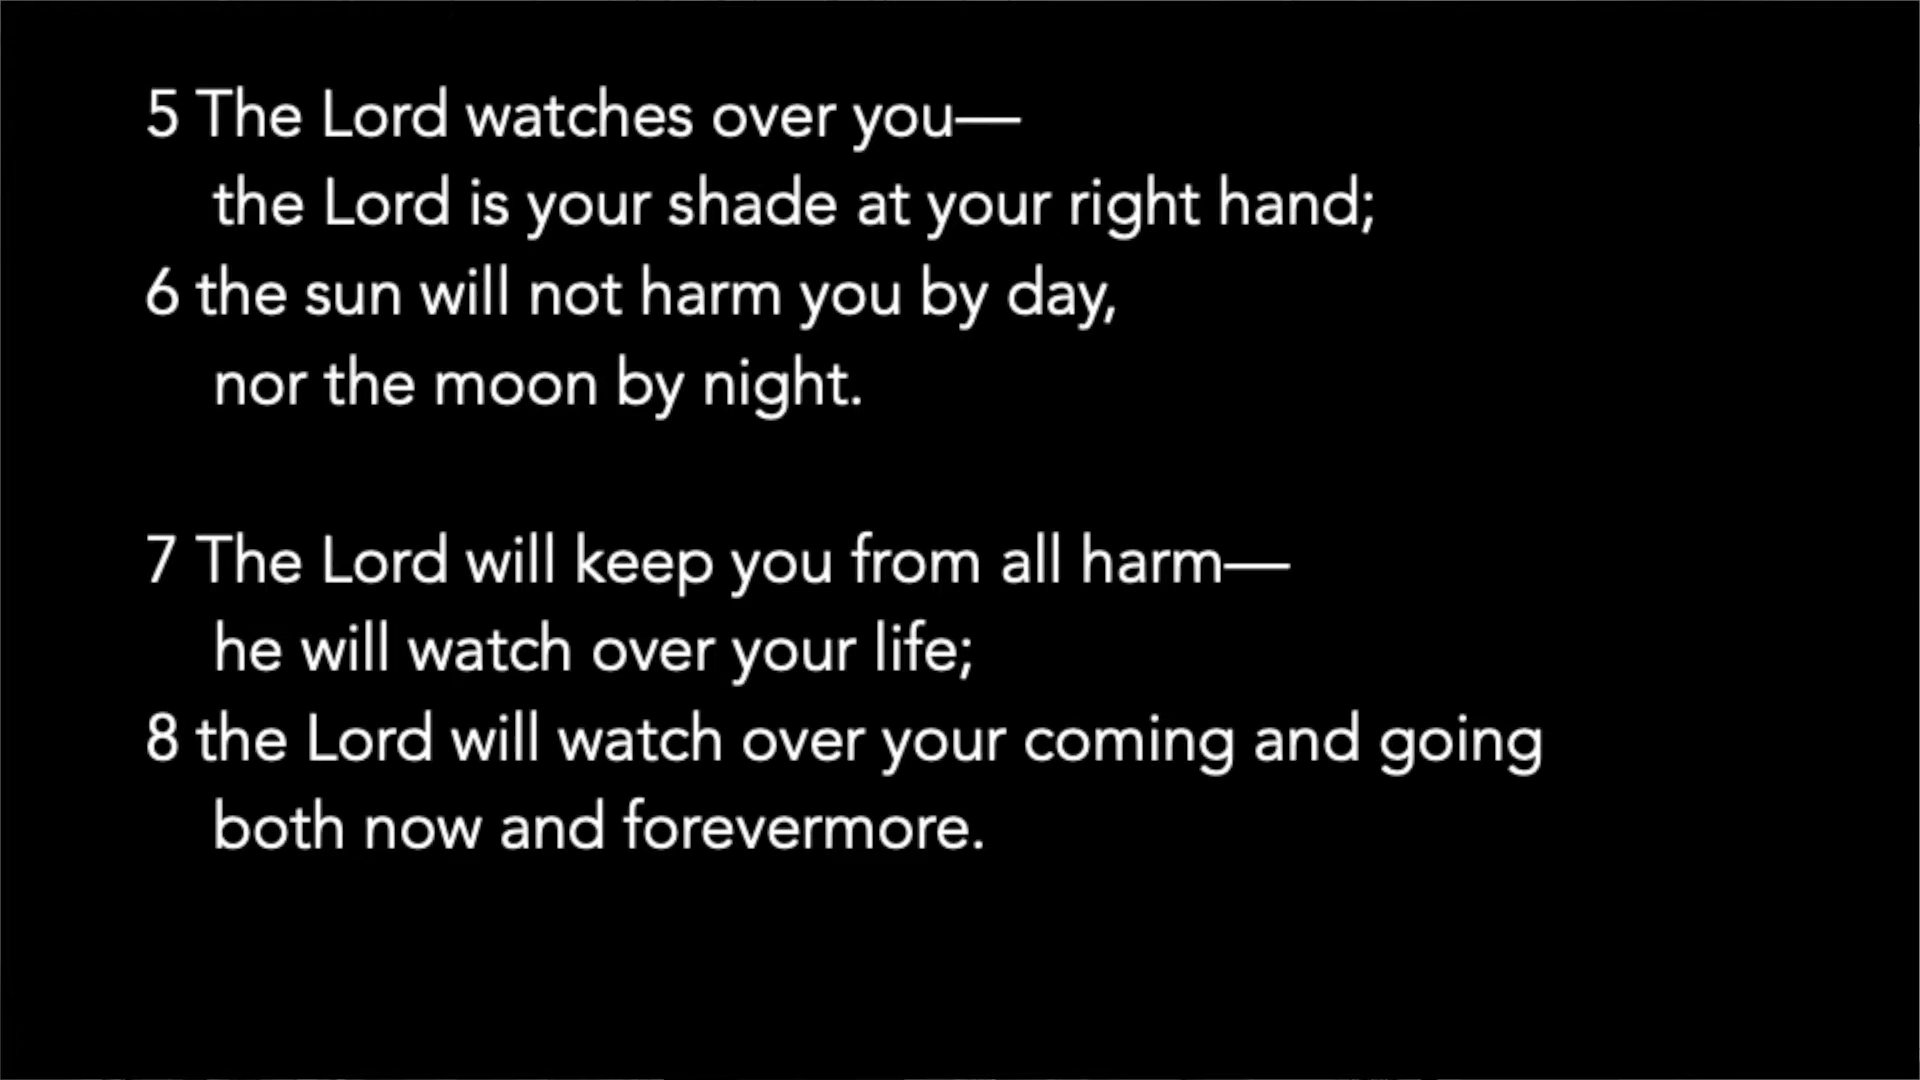 5 The Lord watches over you—
the Lord is your shade at your right hand;
6 the sun will not harm you by day,
nor the moon by night.
7 The Lord will keep you from all harm—
he will watch over your life;
8 the Lord will watch over your coming and going
both now and forevermore.